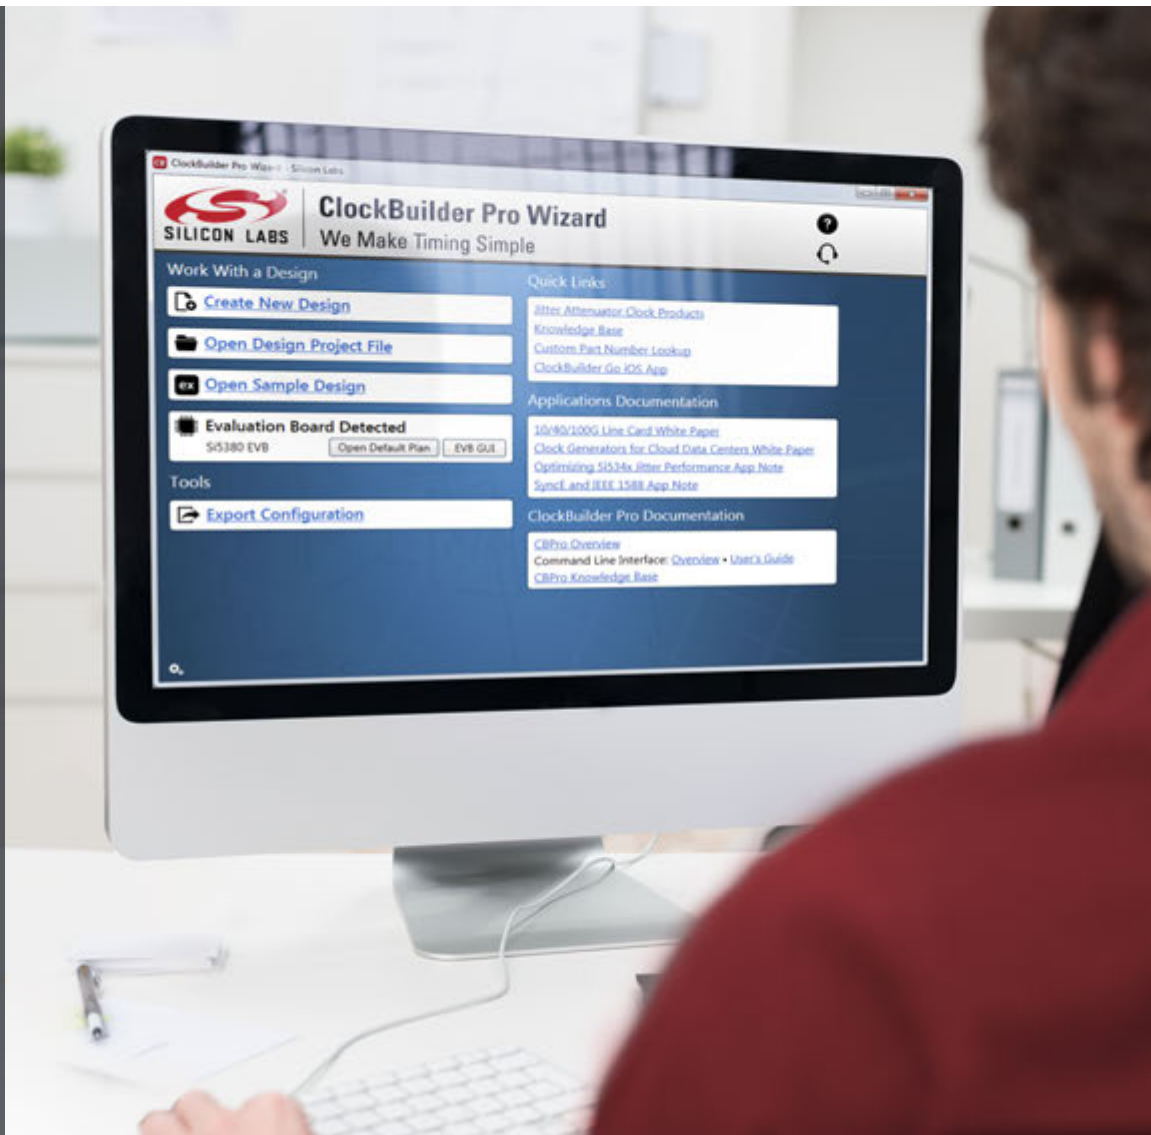 ClockBuilder Pro Wizard - Silicon Labs
SILICON LABS
ClockBuilder Pro Wizard
We Make Timing Simple
Work With a Design
Create New Design
Open Design Project File
ex Open Sample Design
Evaluation Board Detected
Si5380 EVB Open Default Plan EVB GUI
Tools
Export Configuration
Quick Links
Jitter Attenuator Clock Products
Knowledge Base
Custom Part Number Lookup
ClockBuilder Go iOS App
Applications Documentation
10/40/100G Line Card White Paper
Clock Generators for Cloud Data Centers White Paper
Optimizing Si534x Jitter Performance App Note
SyncE and IEEE 1588 App Note
ClockBuilder Pro Documentation
CBPro Overview
Command Line Interface: Overview • User's Guide
CBPro Knowledge Base